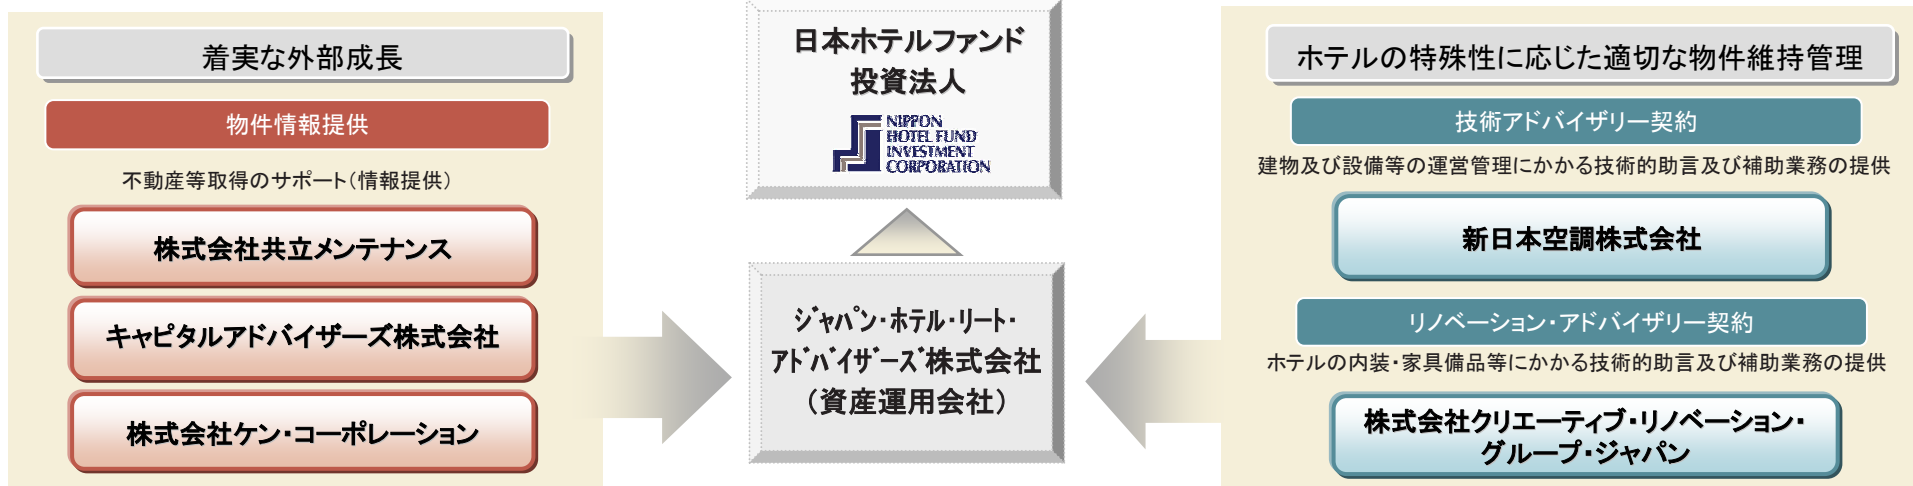 着実な外部成長
物件情報提供
不動産等取得のサポート（情報提供）
株式会社共立メンテナンス
キャピタルアドバイザーズ株式会社
株式会社ケン・コーポレーション
日本ホテルファンド
投資法人
NIPPON
HOTEL FUND
INVESTMENT
CORPORATION
ｼﾞｬﾊﾟﾝ・ホテル・リート・
ｱﾄﾞﾊﾞｲｻﾞｰｽﾞ株式会社
（資産運用会社）
ホテルの特殊性に応じた適切な物件維持管理
技術アドバイザリー契約
建物及び設備等の運営管理にかかる技術的助言及び補助業務の提供
新日本空調株式会社
リノベーション・アドバイザリー契約
ホテルの内装・家具備品等にかかる技術的助言及び補助業務の提供
株式会社クリエーティブ・リノベーション・
グループ・ジャパン